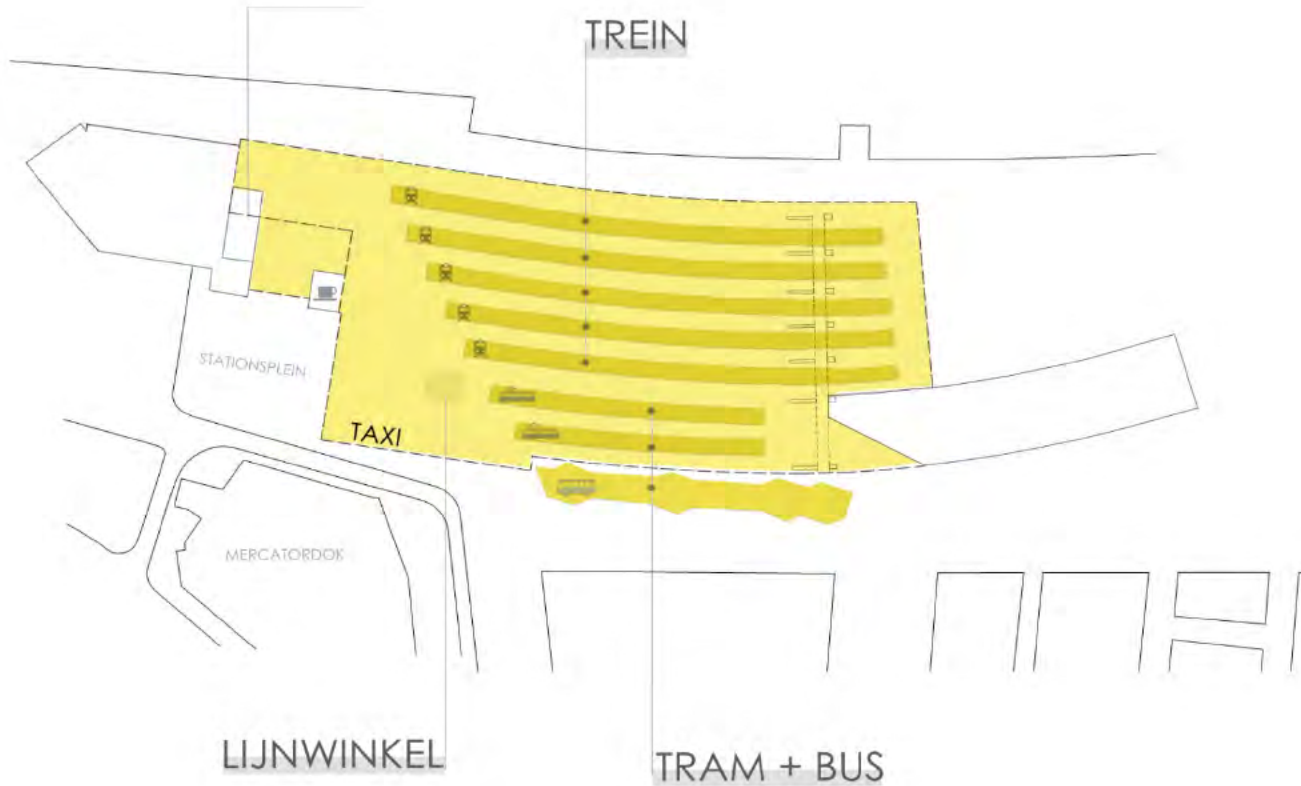 TREIN
STATIONSPLEIN
TAXI
MERCATORDOK
LIJNWINKEL
TRAM + BUS